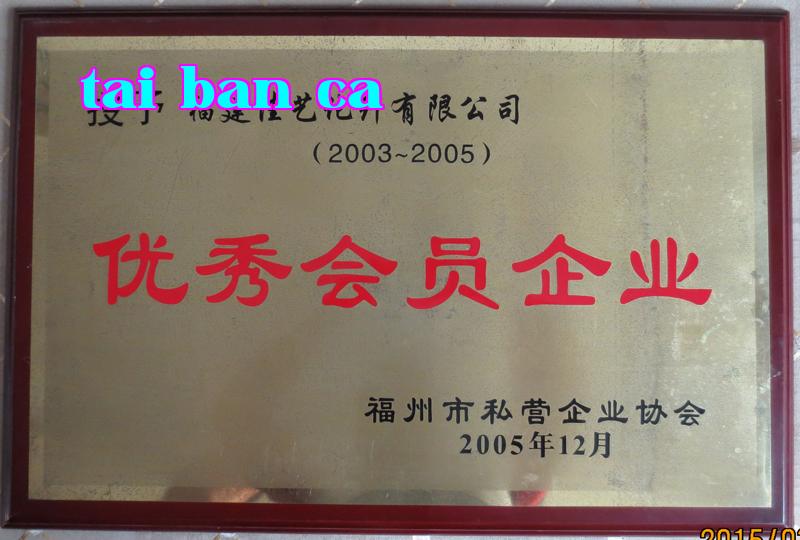 tai ban ca
授予 福建佳艺化纤有限公司
(2003~2005)
优秀会员企业
福州市私营企业协会
2005年12月